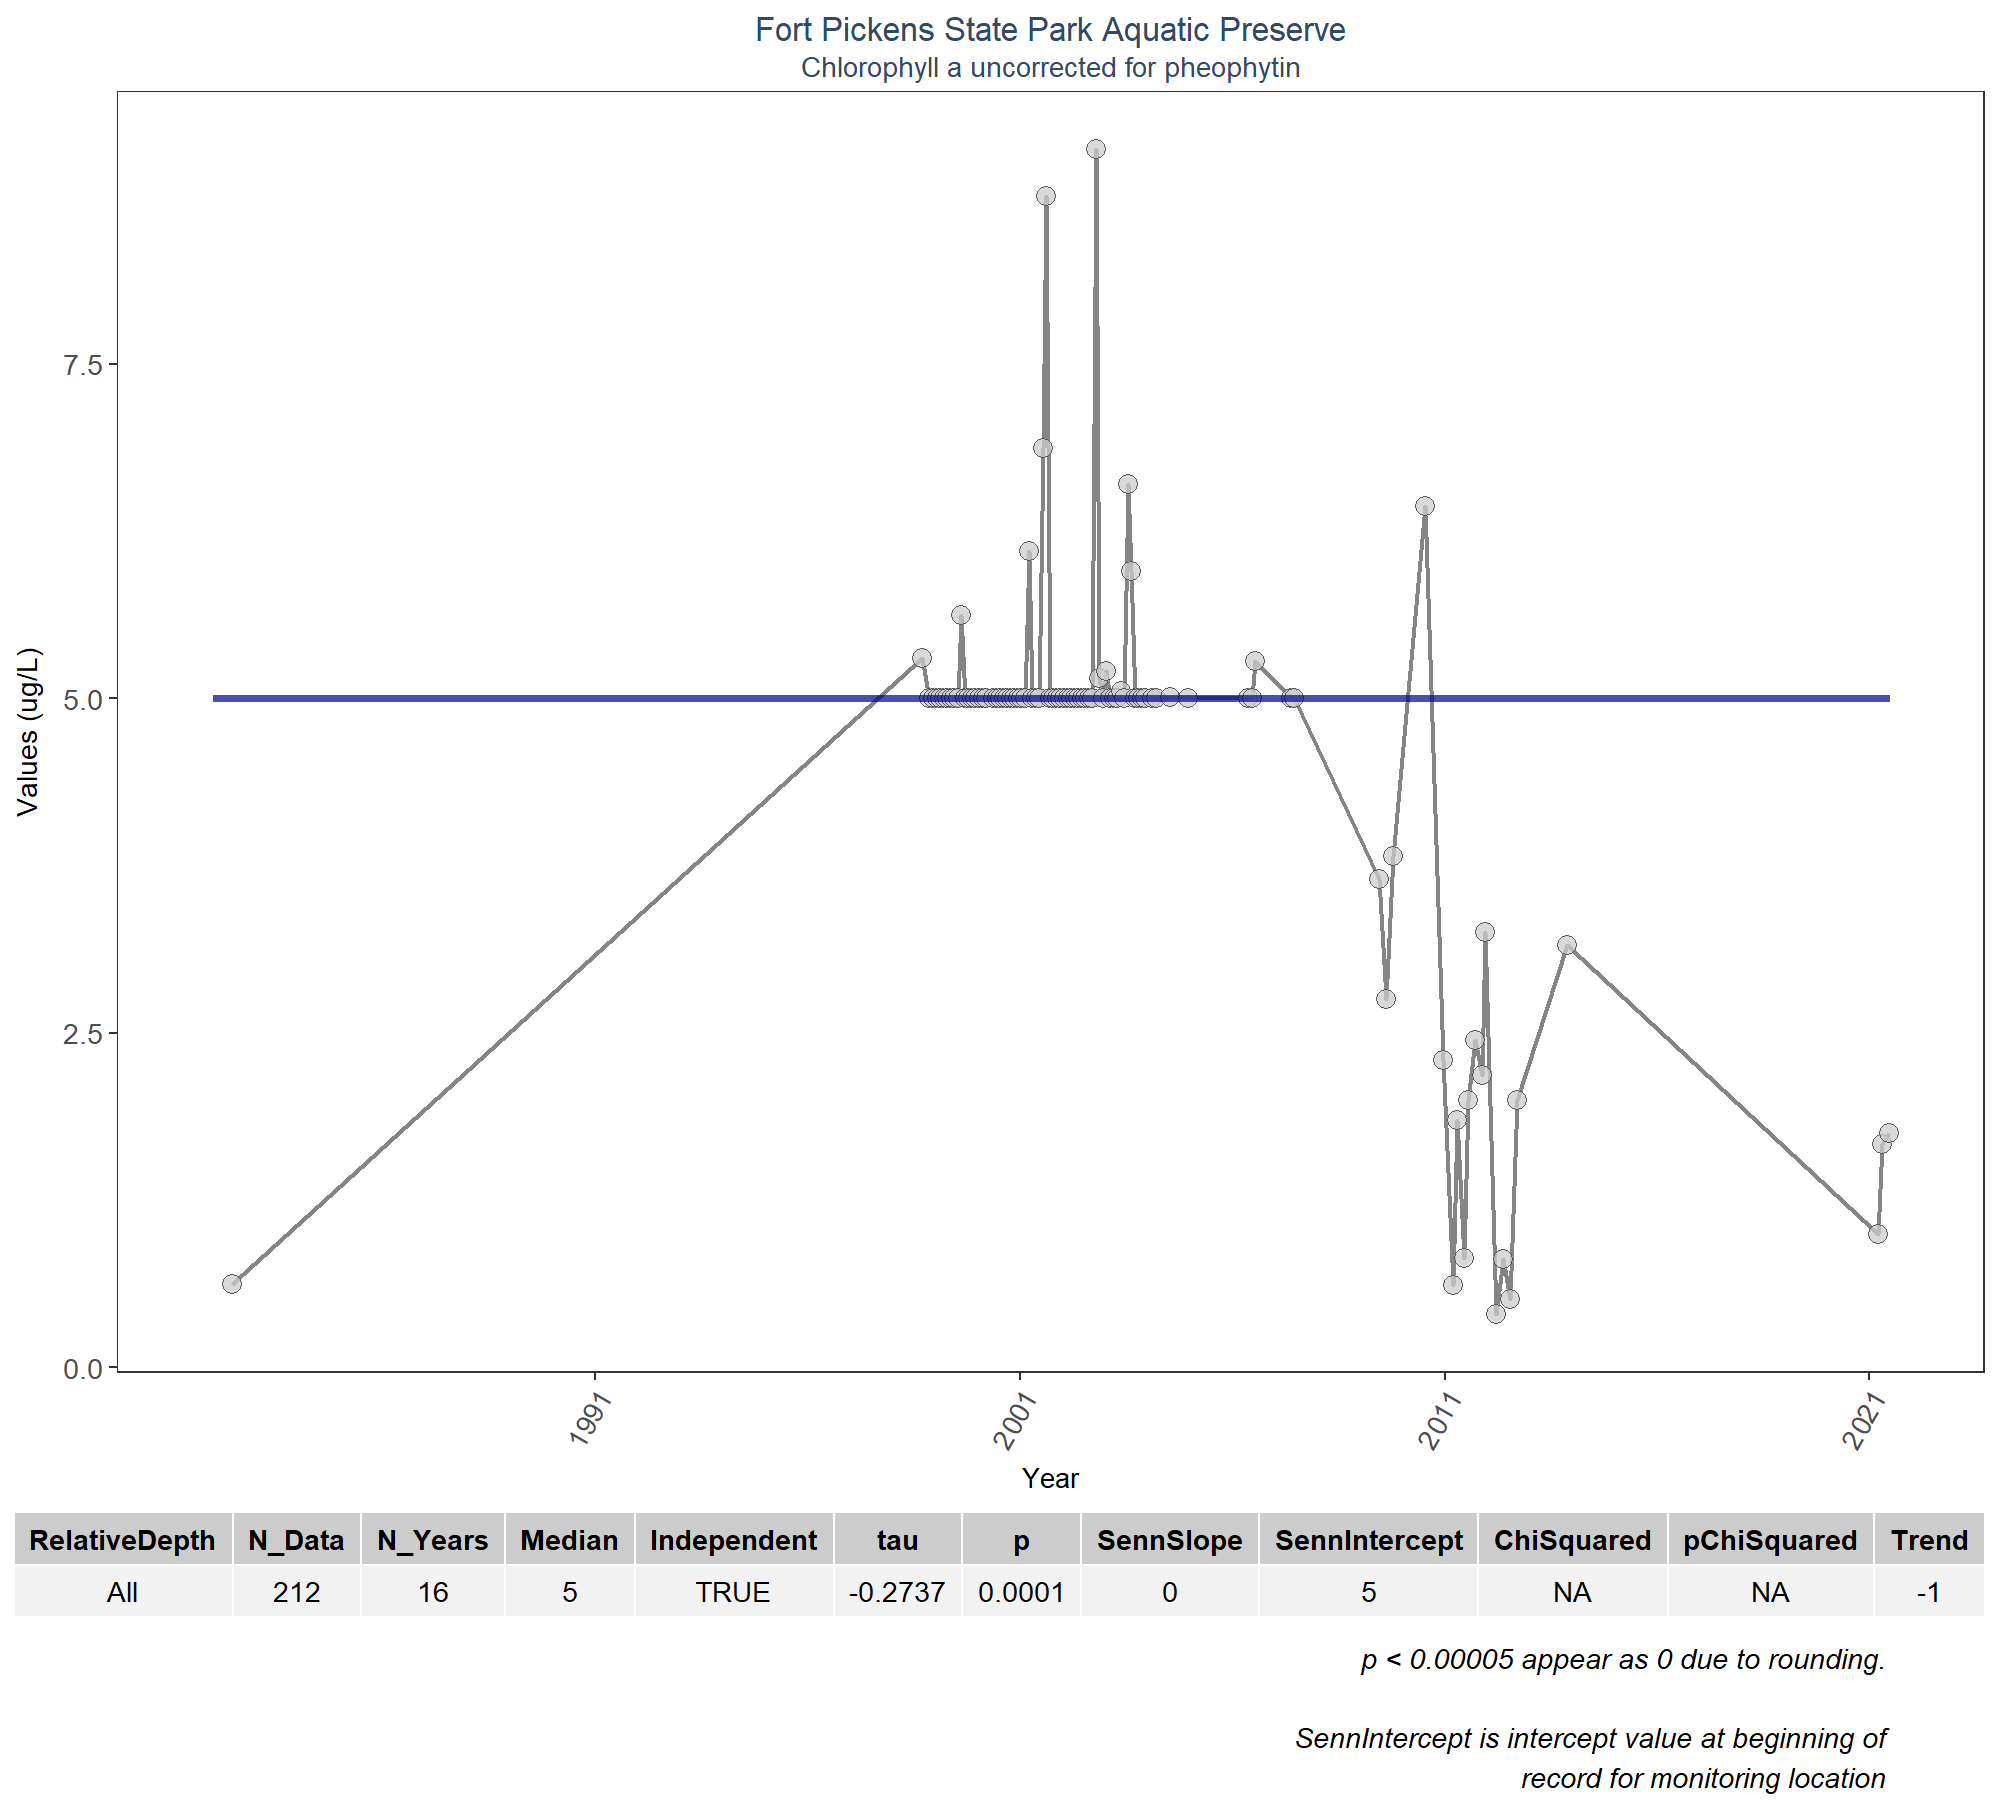 Fort Pickens State Park Aquatic Preserve
Chlorophyll a uncorrected for pheophytin
Values (ug/L)
7.5
5.0
2.5
0.0
1991 2001 2011 2021
Year
RelativeDepth N_Data N_Years Median Independent tau p SennSlope SennIntercept ChiSquared pChiSquared Trend
All 212 16 5 TRUE -0.2737 0.0001 0 5 NA NA -1
p < 0.00005 appear as 0 due to rounding.
SennIntercept is intercept value at beginning of
record for monitoring location